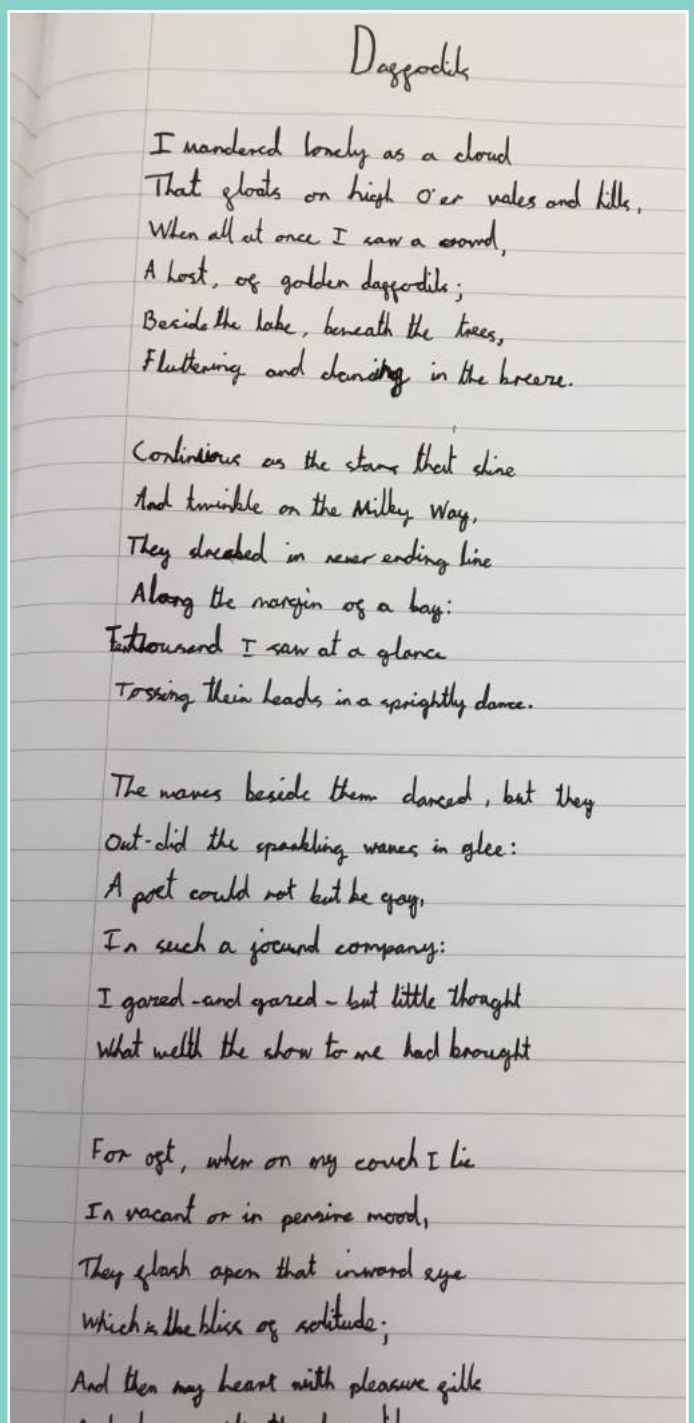 Daffodils
I wandered lonely as a cloud
That floats on high O'er vales and hills,
When all at once I saw a crowd,
A host, of golden daffodils;
Beside the lake, beneath the trees,
Fluttering and dancing in the breeze.
Continuous as the stars that shine
And twinkle on the Milky Way,
They streched in never ending line
Along the margin of a bay:
Ten thousand I saw at a glance
Tossing their heads in a sprightly dance.
The waves beside them danced, but they
Out-did the sparkling waves in glee:
A poet could not but be gay,
In such a jocund company:
I gazed -and gazed - but little thought
What welth the show to me had brought
For oft, when on my couch I lie
In vacant or in pensive mood,
They flash apon that inward eye
Which is the bliss of solitude;
And then my heart with pleasure fills